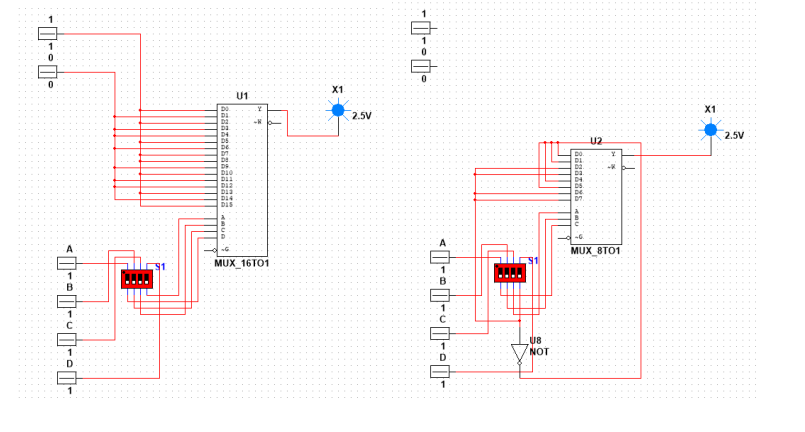 1
1
0
0
U1
X1
2.5V
D0
D1
D2
D3
D4
D5
D6
D7
D8
D9
D10
D11
D12
D13
D14
D15
A
B
C
D
~G
Y
~W
MUX_16TO1
A
1
B
1
C
1
D
1
S1
1
1
0
0
U2
X1
2.5V
D0
D1
D2
D3
D4
D5
D6
D7
A
B
C
~G
Y
~W
MUX_8TO1
A
1
B
1
C
1
D
1
S1
U8
NOT